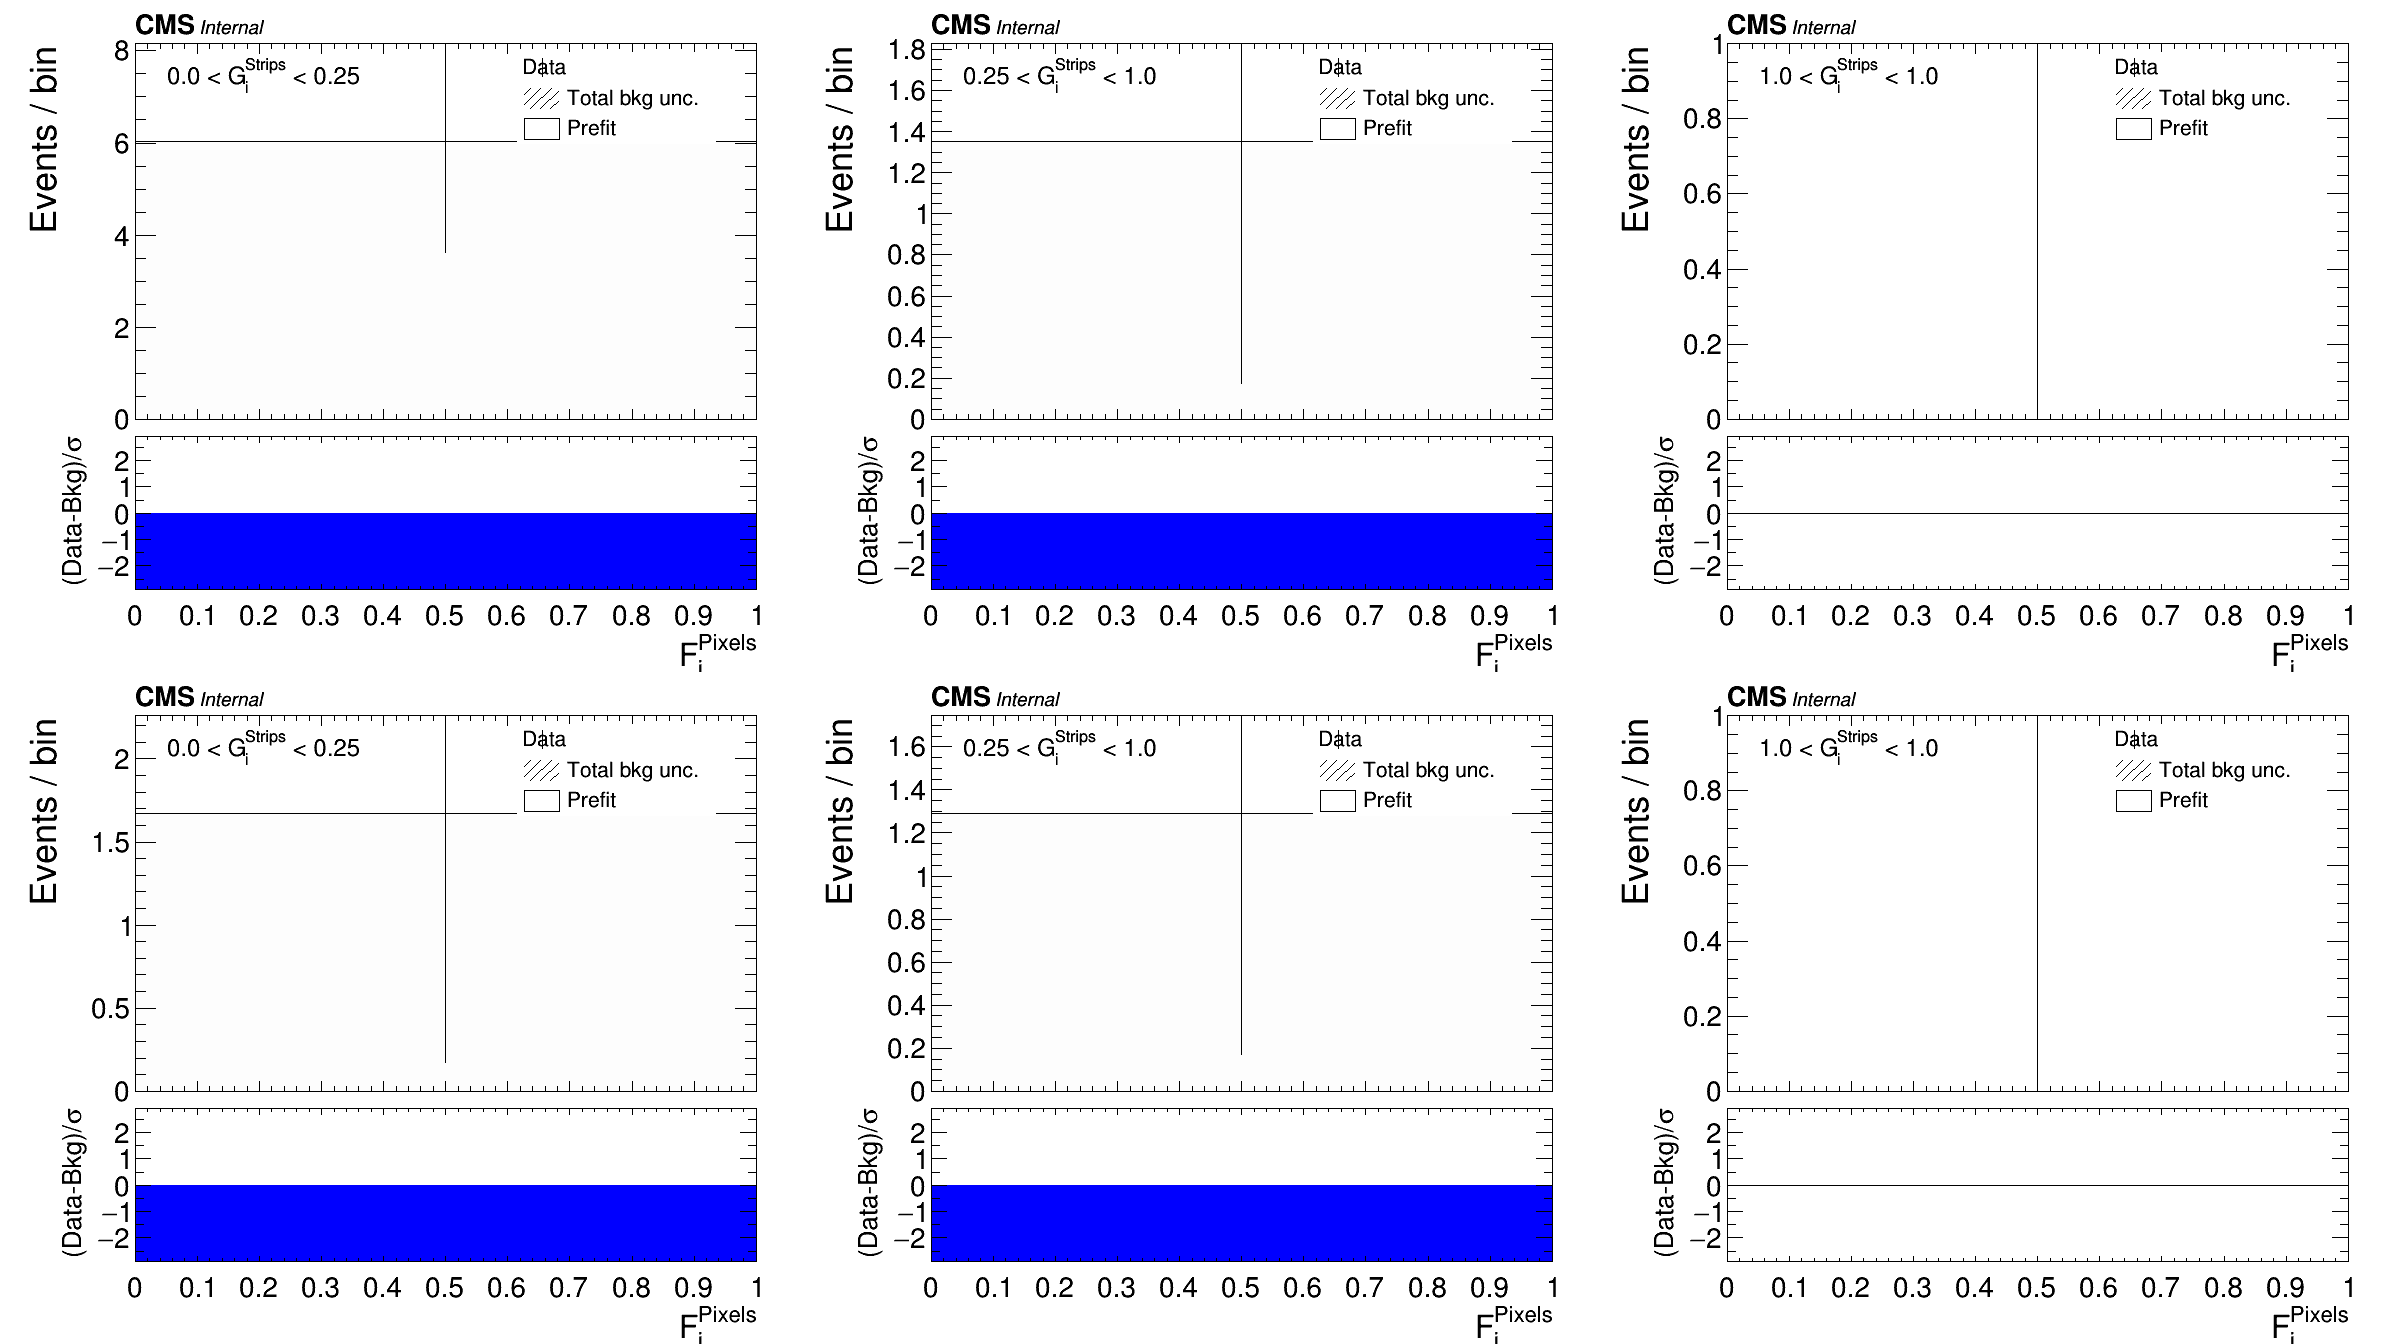 CMS Internal
Events / bin
0.0 < G_i^Strips < 0.25
Data
Total bkg unc.
Prefit
8
6
4
2
0
(Data-Bkg)/σ
2
1
0
−1
−2
0 0.1 0.2 0.3 0.4 0.5 0.6 0.7 0.8 0.9 1
F_i^Pixels
CMS Internal
Events / bin
0.25 < G_i^Strips < 1.0
Data
Total bkg unc.
Prefit
1.8
1.6
1.4
1.2
1
0.8
0.6
0.4
0.2
0
(Data-Bkg)/σ
2
1
0
−1
−2
0 0.1 0.2 0.3 0.4 0.5 0.6 0.7 0.8 0.9 1
F_i^Pixels
CMS Internal
Events / bin
1.0 < G_i^Strips < 1.0
Data
Total bkg unc.
Prefit
1
0.8
0.6
0.4
0.2
0
(Data-Bkg)/σ
2
1
0
−1
−2
0 0.1 0.2 0.3 0.4 0.5 0.6 0.7 0.8 0.9 1
F_i^Pixels
CMS Internal
Events / bin
0.0 < G_i^Strips < 0.25
Data
Total bkg unc.
Prefit
2
1.5
1
0.5
0
(Data-Bkg)/σ
2
1
0
−1
−2
0 0.1 0.2 0.3 0.4 0.5 0.6 0.7 0.8 0.9 1
F_i^Pixels
CMS Internal
Events / bin
0.25 < G_i^Strips < 1.0
Data
Total bkg unc.
Prefit
1.6
1.4
1.2
1
0.8
0.6
0.4
0.2
0
(Data-Bkg)/σ
2
1
0
−1
−2
0 0.1 0.2 0.3 0.4 0.5 0.6 0.7 0.8 0.9 1
F_i^Pixels
CMS Internal
Events / bin
1.0 < G_i^Strips < 1.0
Data
Total bkg unc.
Prefit
1
0.8
0.6
0.4
0.2
0
(Data-Bkg)/σ
2
1
0
−1
−2
0 0.1 0.2 0.3 0.4 0.5 0.6 0.7 0.8 0.9 1
F_i^Pixels